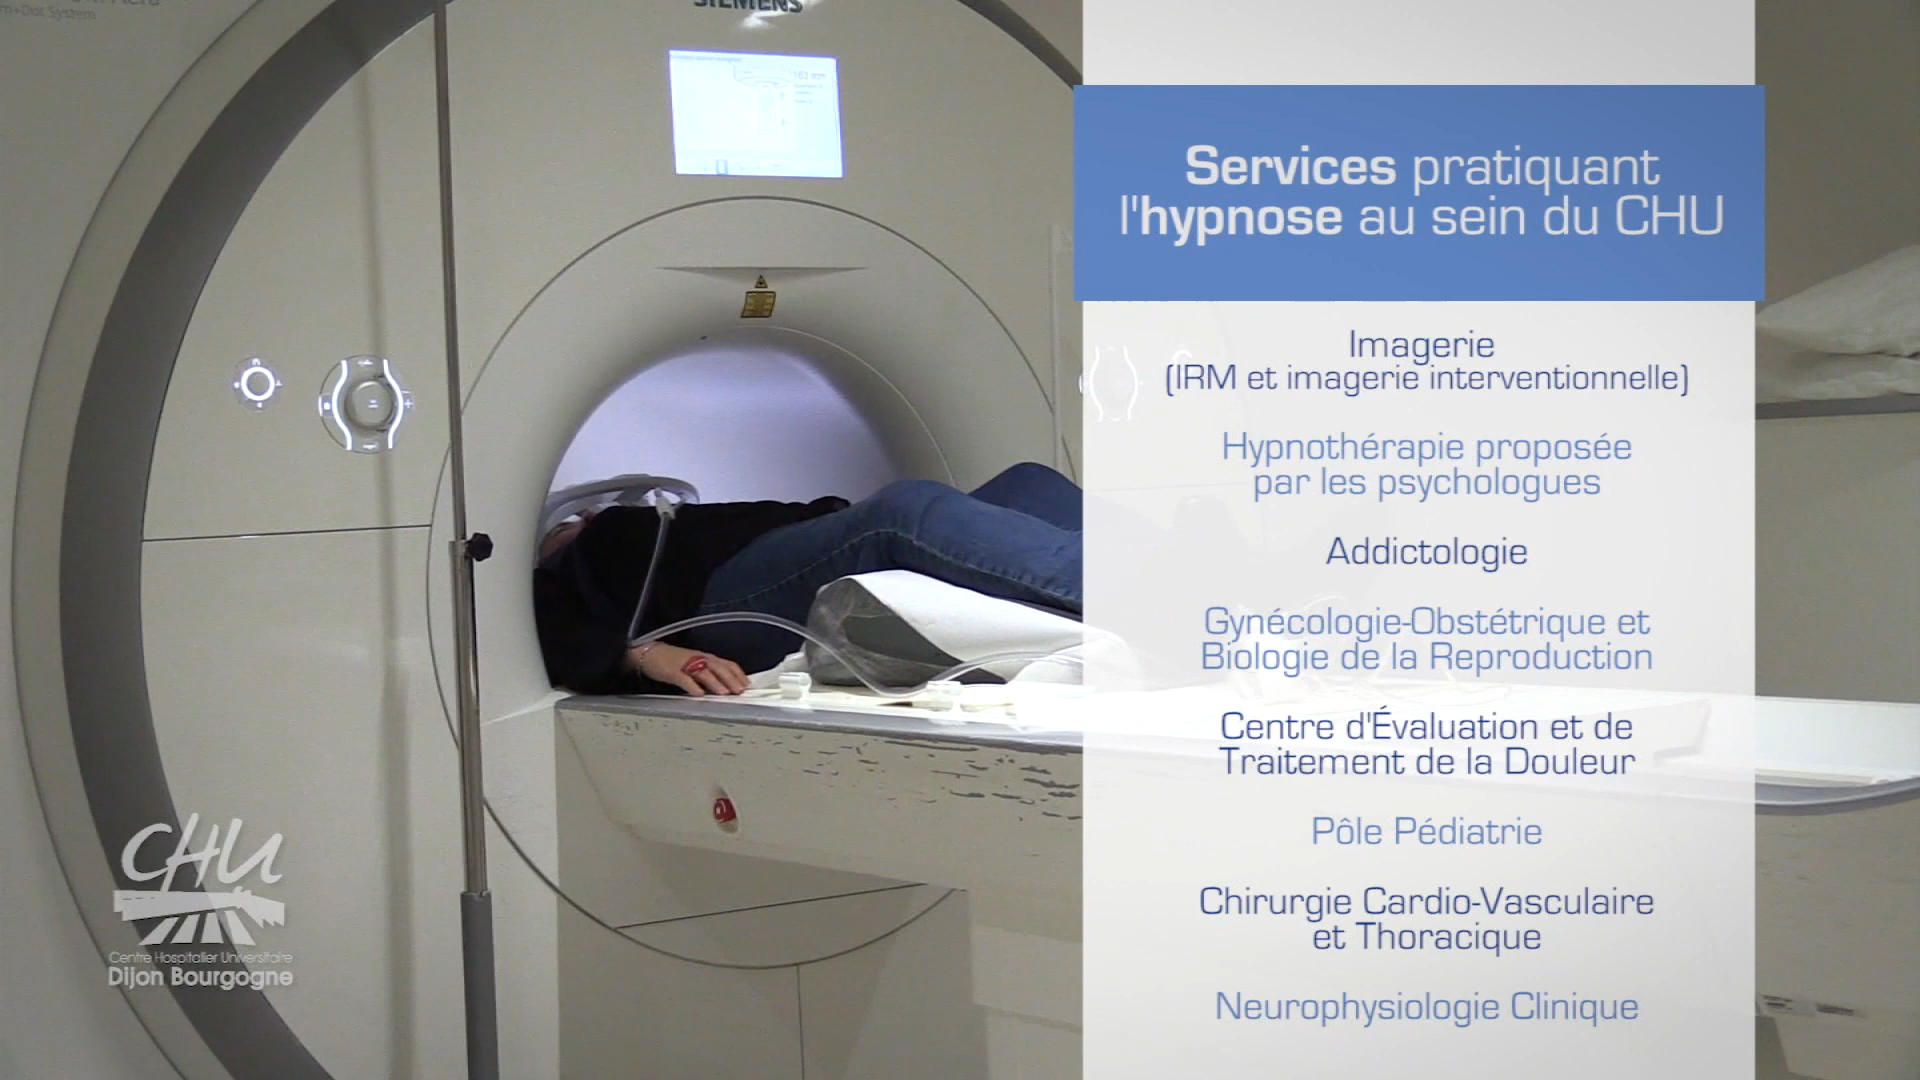 SIEMENS
Services pratiquant
l'hypnose au sein du CHU
Imagerie
(IRM et imagerie interventionnelle)
Hypnothérapie proposée
par les psychologues
Addictologie
Gynécologie-Obstétrique et
Biologie de la Reproduction
Centre d'Évaluation et de
Traitement de la Douleur
Pôle Pédiatrie
Chirurgie Cardio-Vasculaire
et Thoracique
Neurophysiologie Clinique
CHU
Centre Hospitalier Universitaire
Dijon Bourgogne